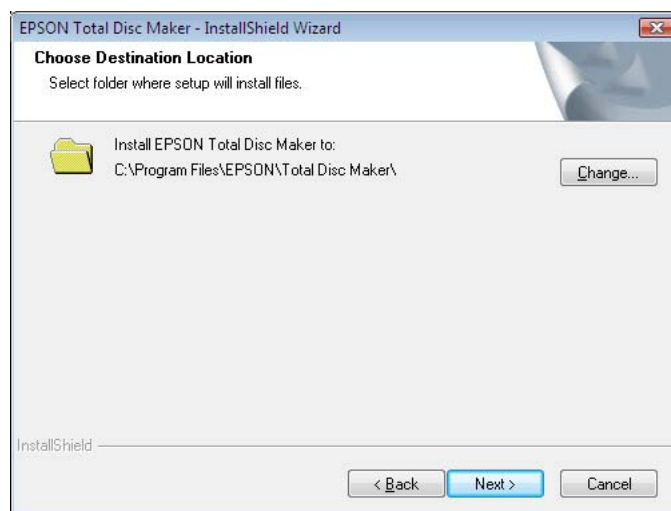 EPSON Total Disc Maker - InstallShield Wizard
Choose Destination Location
Select folder where setup will install files.
Install EPSON Total Disc Maker to:
C:\Program Files\EPSON\Total Disc Maker\
Change...
InstallShield
< Back
Next >
Cancel